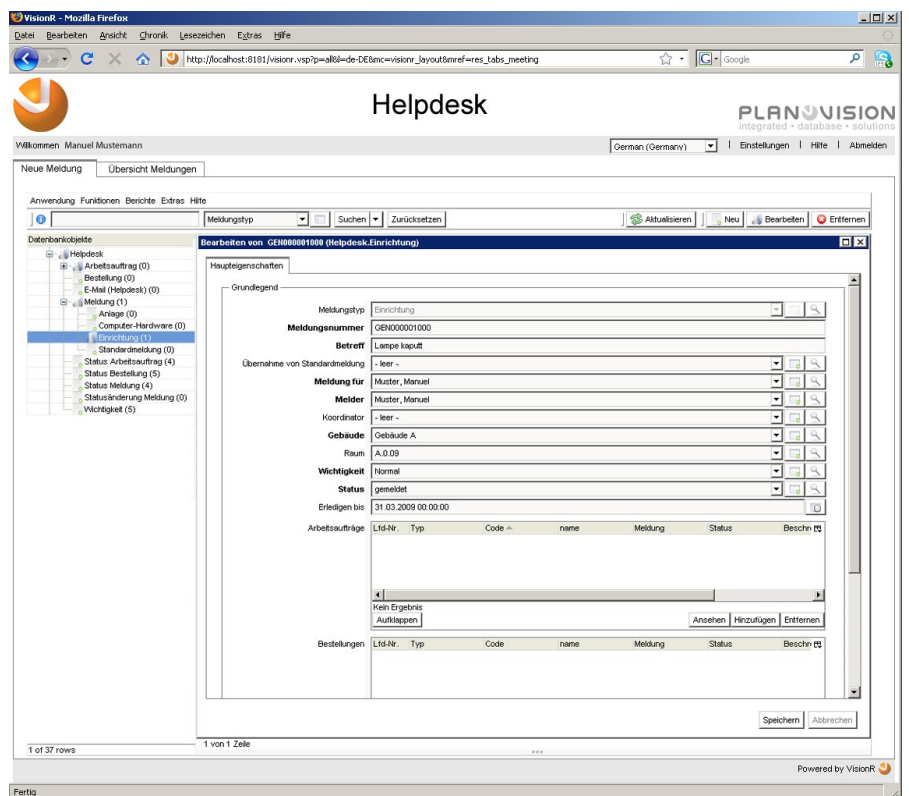 VisionR - Mozilla Firefox
Datei Bearbeiten Ansicht Chronik Lesezeichen Extras Hilfe
http://localhost:8181/visionr.vsp?p=all&l=de-DE&mc=visionr_layout&mref=res_tabs_meeting
G Google
Helpdesk
PLANOVISION
integrated • database • solutions
Willkommen Manuel Mustemann
German (Germany) | Einstellungen | Hilfe | Abmelden
Neue Meldung Übersicht Meldungen
Anwendung Funktionen Berichte Extras Hilfe
Meldungstyp Suchen Zurücksetzen Aktualisieren Neu Bearbeiten Entfernen
Datenbankobjekte
Helpdesk
Arbeitsauftrag (0)
Bestellung (0)
E-Mail (Helpdesk) (0)
Meldung (1)
Anlage (0)
Computer-Hardware (0)
Einrichtung (1)
Standardmeldung (0)
Status Arbeitsauftrag (4)
Status Bestellung (5)
Status Meldung (4)
Statusänderung Meldung (0)
Wichtigkeit (5)
1 of 37 rows
Bearbeiten von GEN000001000 (Helpdesk.Einrichtung)
Haupteigenschaften
Grundlegend
Meldungstyp Einrichtung
Meldungsnummer GEN000001000
Betreff Lampe kaputt
Übernahme von Standardmeldung - leer -
Meldung für Muster, Manuel
Melder Muster, Manuel
Koordinator - leer -
Gebäude Gebäude A
Raum A.0.09
Wichtigkeit Normal
Status gemeldet
Erledigen bis 31.03.2009 00:00:00
Arbeitsaufträge Lfd-Nr. Typ Code name Meldung Status Beschr
Kein Ergebnis
Aufklappen Ansehen Hinzufügen Entfernen
Bestellungen Lfd-Nr. Typ Code name Meldung Status Beschr
Speichern Abbrechen
1 von 1 Zeile
Powered by VisionR
Fertig